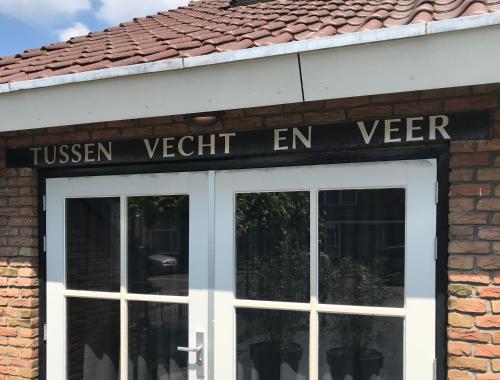 TUSSEN VECHT EN VEER